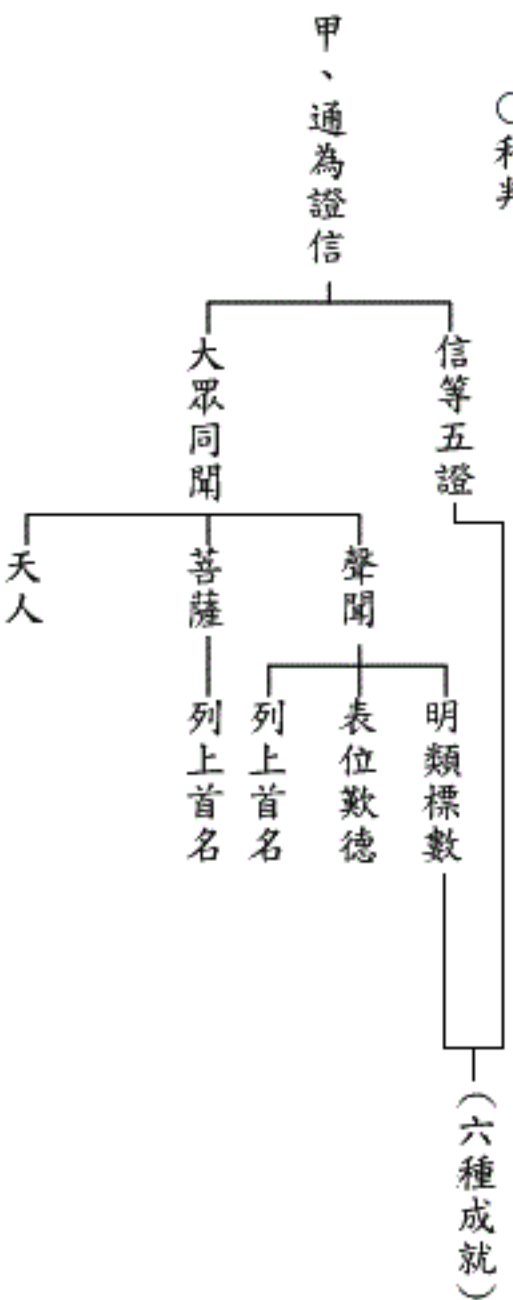 ○科判
甲、通為證信
信等五證
大眾同聞
聲聞
菩薩
天人
明類標數
表位歎德
列上首名
列上首名
（六種成就）